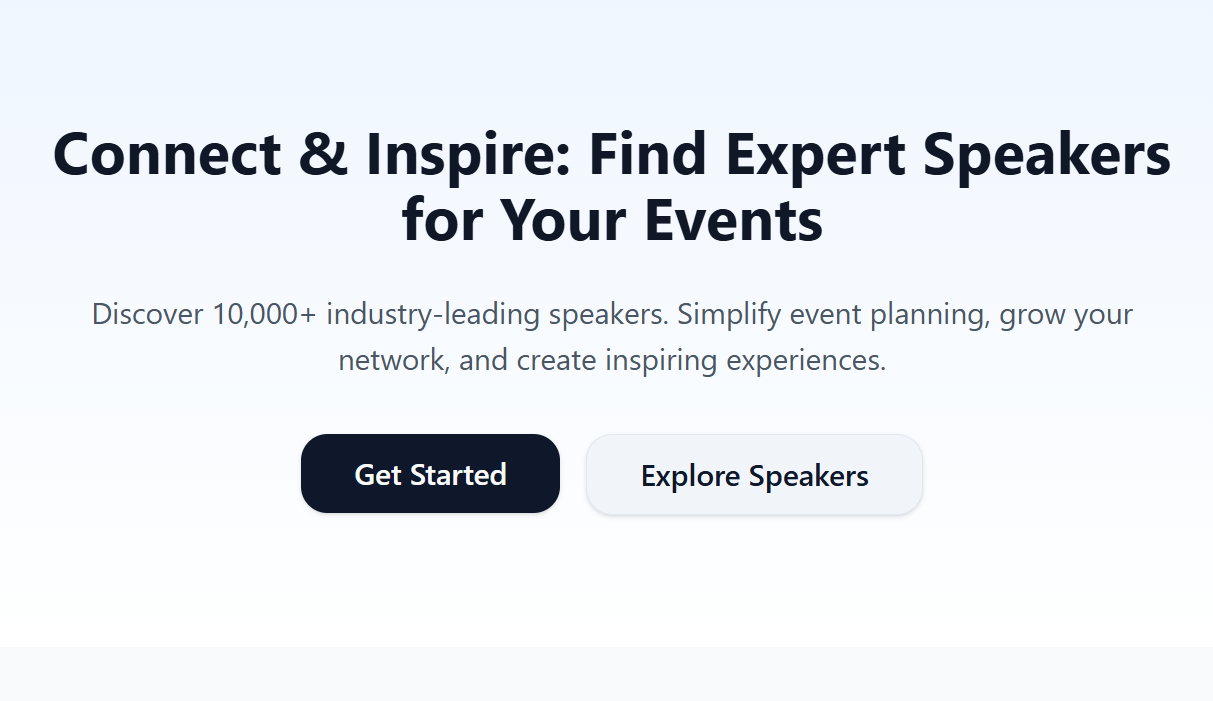 Connect & Inspire: Find Expert Speakers
for Your Events
Discover 10,000+ industry-leading speakers. Simplify event planning, grow your
network, and create inspiring experiences.
Get Started
Explore Speakers